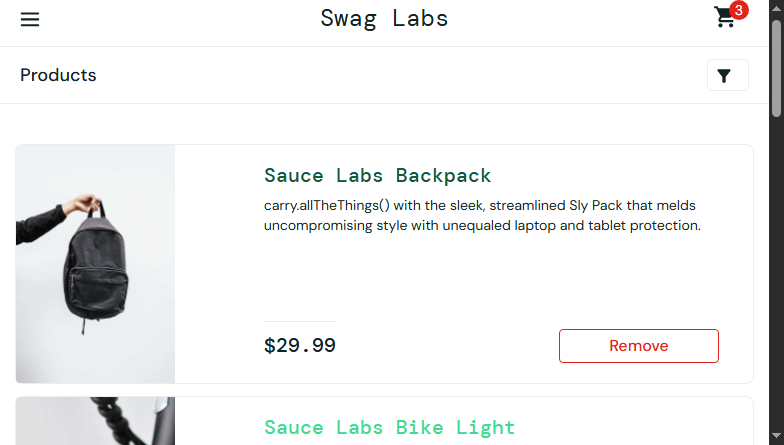 Swag Labs
3
Products
Sauce Labs Backpack
carry.allTheThings() with the sleek, streamlined Sly Pack that melds
uncompromising style with unequaled laptop and tablet protection.
$29.99
Remove
Sauce Labs Bike Light